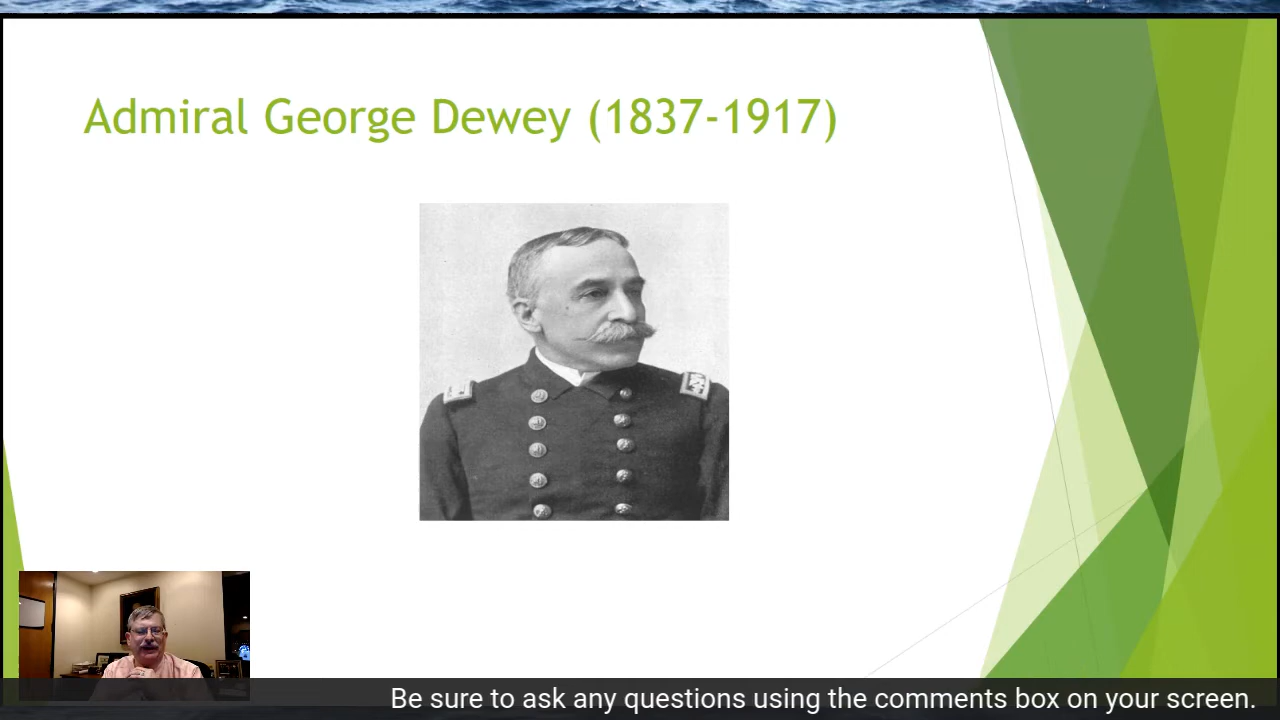 Admiral George Dewey (1837-1917)
Be sure to ask any questions using the comments box on your screen.